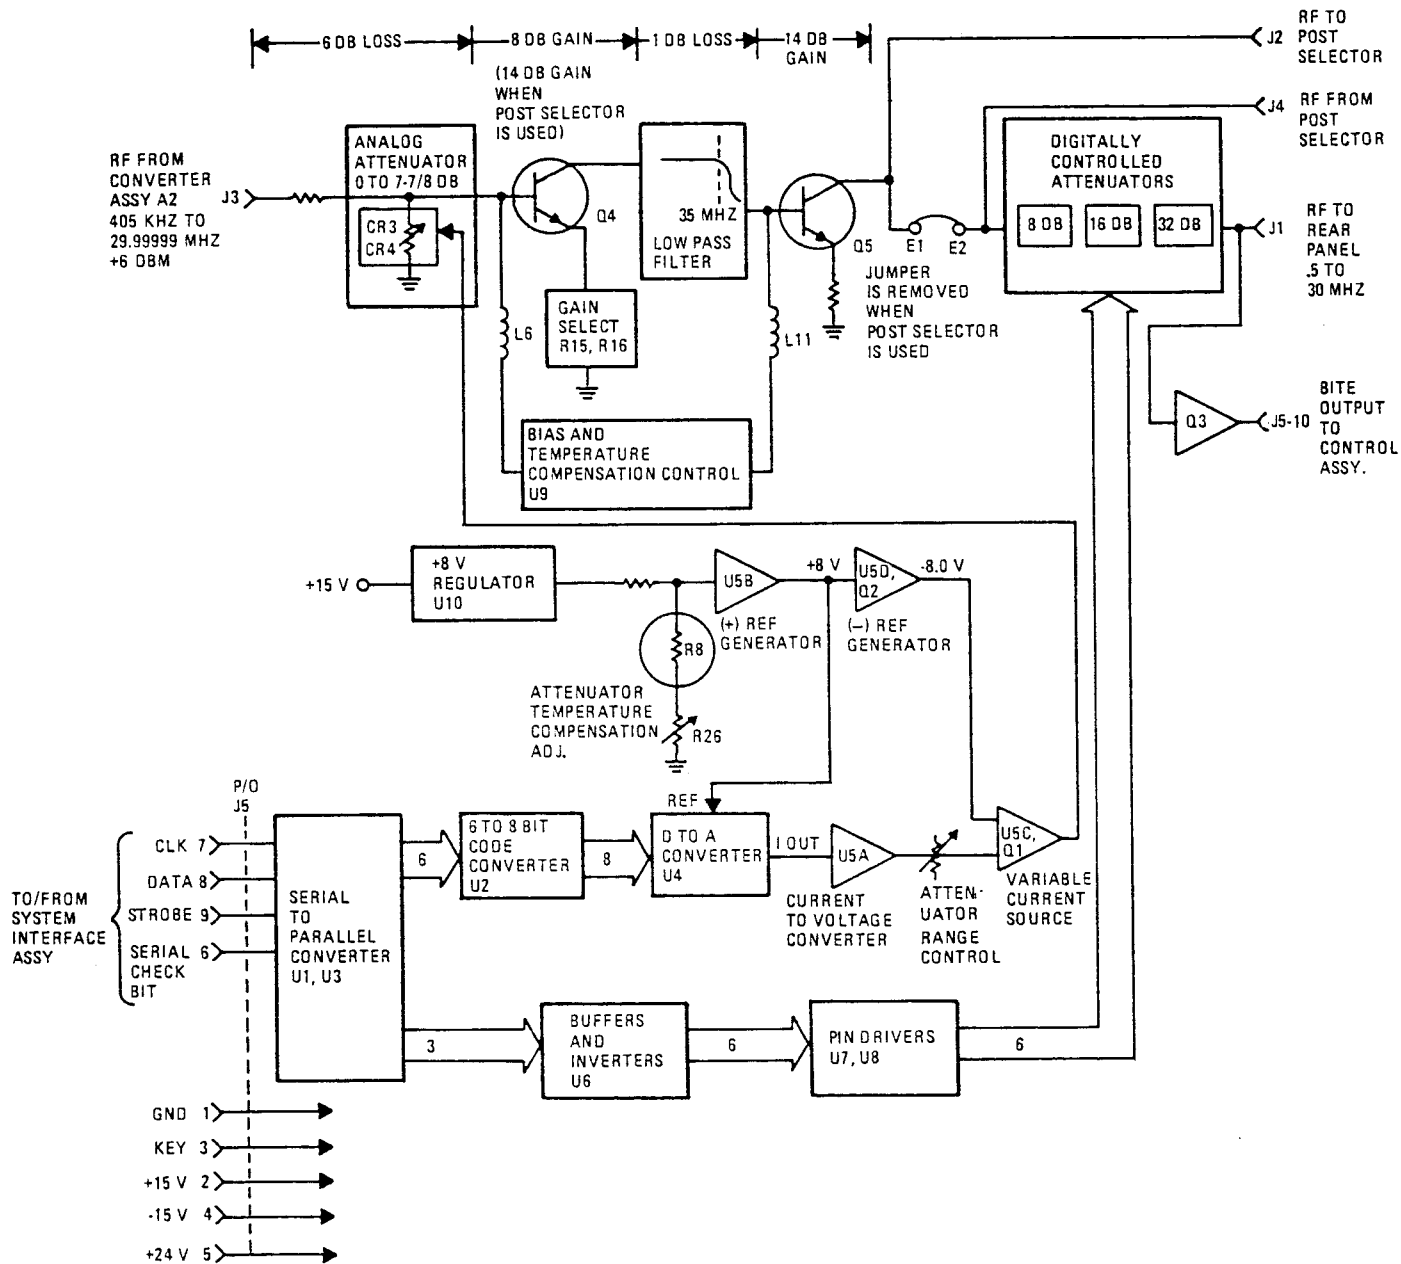 6 DB LOSS
8 DB GAIN
1 DB LOSS
14 DB
GAIN
(14 DB GAIN
WHEN
POST SELECTOR
IS USED)
RF TO
POST
SELECTOR
J2
RF FROM
POST
SELECTOR
J4
RF FROM
CONVERTER
ASSY A2
405 KHZ TO
29.99999 MHZ
+6 DBM
J3
ANALOG
ATTENUATOR
0 TO 7-7/8 DB
CR3
CR4
Q4
35 MHZ
LOW PASS
FILTER
Q5
E1
E2
DIGITALLY
CONTROLLED
ATTENUATORS
8 DB
16 DB
32 DB
J1
RF TO
REAR
PANEL
.5 TO
30 MHZ
JUMPER
IS REMOVED
WHEN
POST SELECTOR
IS USED
L6
GAIN
SELECT
R15, R16
L11
BIAS AND
TEMPERATURE
COMPENSATION CONTROL
U9
Q3
J5-10
BITE
OUTPUT
TO
CONTROL
ASSY.
+15 V
+8 V
REGULATOR
U10
U5B
(+) REF
GENERATOR
+8 V
U5D,
Q2
-8.0 V
(—) REF
GENERATOR
R8
ATTENUATOR
TEMPERATURE
COMPENSATION
ADJ.
R26
P/O
J5
CLK 7
DATA 8
STROBE 9
SERIAL 6
CHECK
BIT
TO/FROM
SYSTEM
INTERFACE
ASSY
SERIAL
TO
PARALLEL
CONVERTER
U1, U3
6
6 TO 8 BIT
CODE
CONVERTER
U2
8
REF
D TO A
CONVERTER
U4
I OUT
U5A
CURRENT
TO VOLTAGE
CONVERTER
ATTEN-
UATOR
RANGE
CONTROL
U5C,
Q1
VARIABLE
CURRENT
SOURCE
3
BUFFERS
AND
INVERTERS
U6
6
PIN DRIVERS
U7, U8
6
GND 1
KEY 3
+15 V 2
-15 V 4
+24 V 5